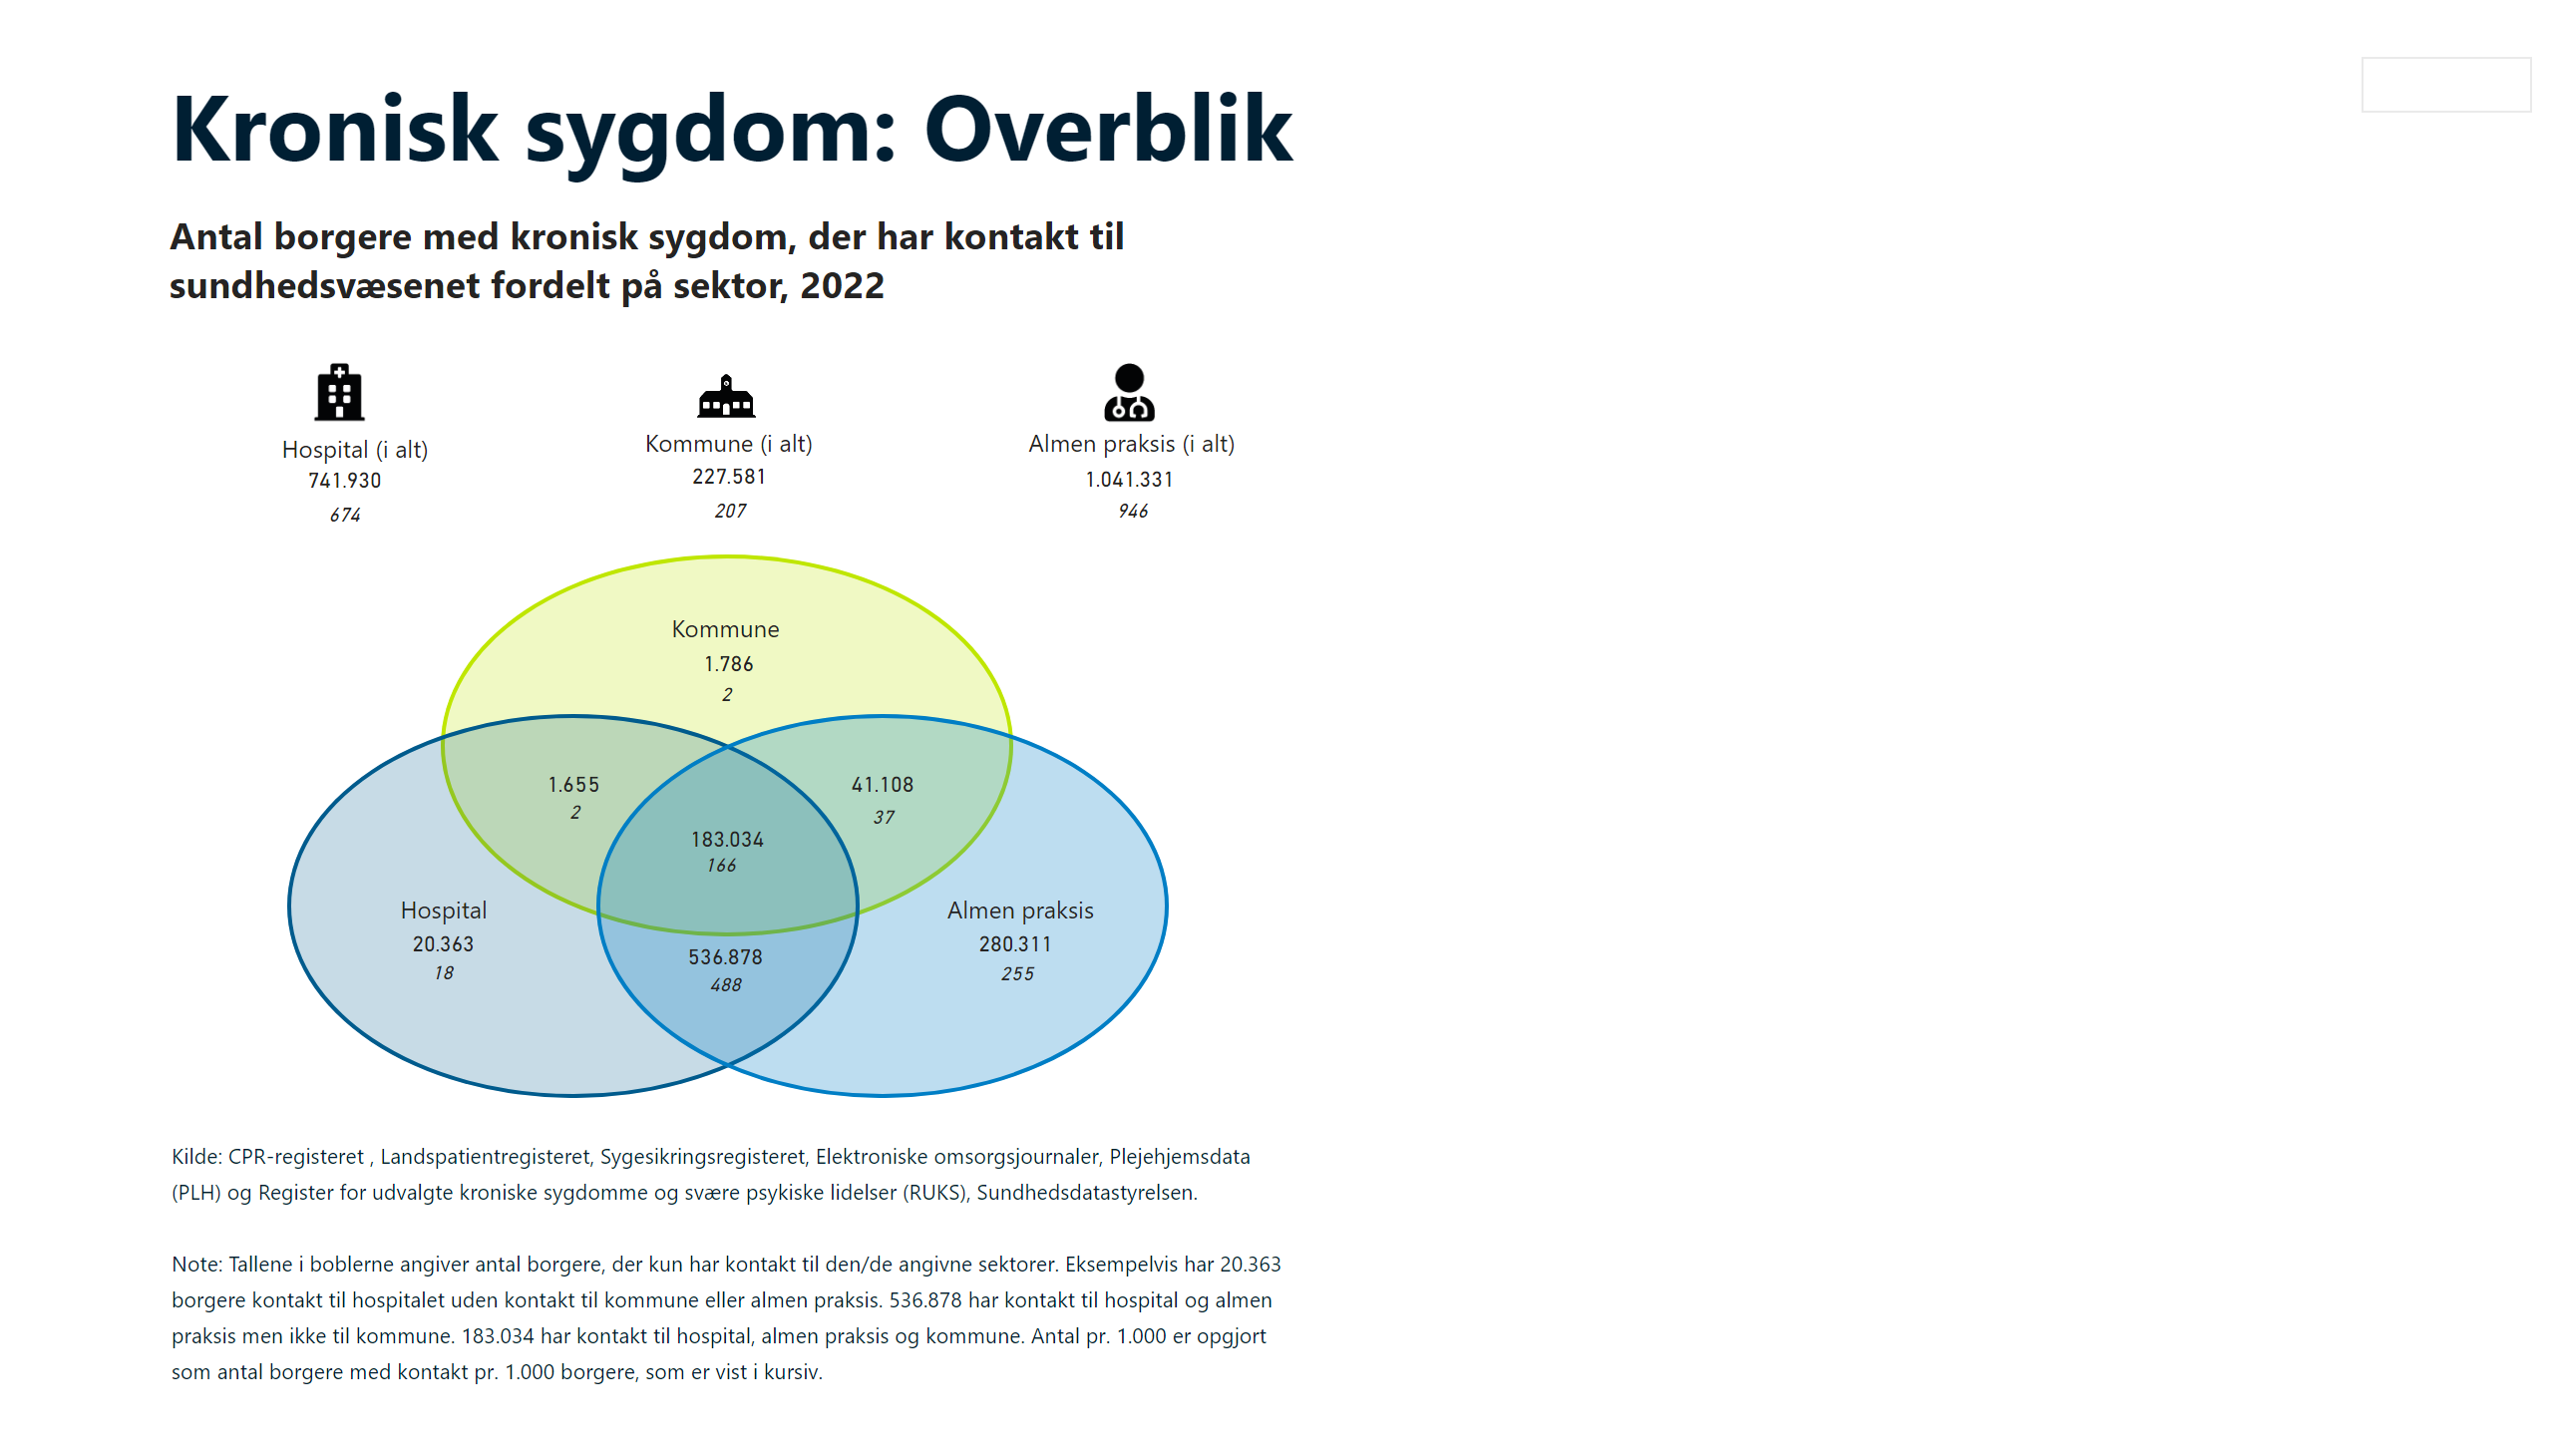 Kronisk sygdom: Overblik
Antal borgere med kronisk sygdom, der har kontakt til
sundhedsvæsenet fordelt på sektor, 2022
Hospital (i alt)
741.930
674
Kommune (i alt)
227.581
207
Almen praksis (i alt)
1.041.331
946
Kommune
1.786
2
1.655
2
41.108
37
183.034
166
Hospital
20.363
18
536.878
488
Almen praksis
280.311
255
Kilde: CPR-registeret , Landspatientregisteret, Sygesikringsregisteret, Elektroniske omsorgsjournaler, Plejehjemsdata
(PLH) og Register for udvalgte kroniske sygdomme og svære psykiske lidelser (RUKS), Sundhedsdatastyrelsen.
Note: Tallene i boblerne angiver antal borgere, der kun har kontakt til den/de angivne sektorer. Eksempelvis har 20.363
borgere kontakt til hospitalet uden kontakt til kommune eller almen praksis. 536.878 har kontakt til hospital og almen
praksis men ikke til kommune. 183.034 har kontakt til hospital, almen praksis og kommune. Antal pr. 1.000 er opgjort
som antal borgere med kontakt pr. 1.000 borgere, som er vist i kursiv.